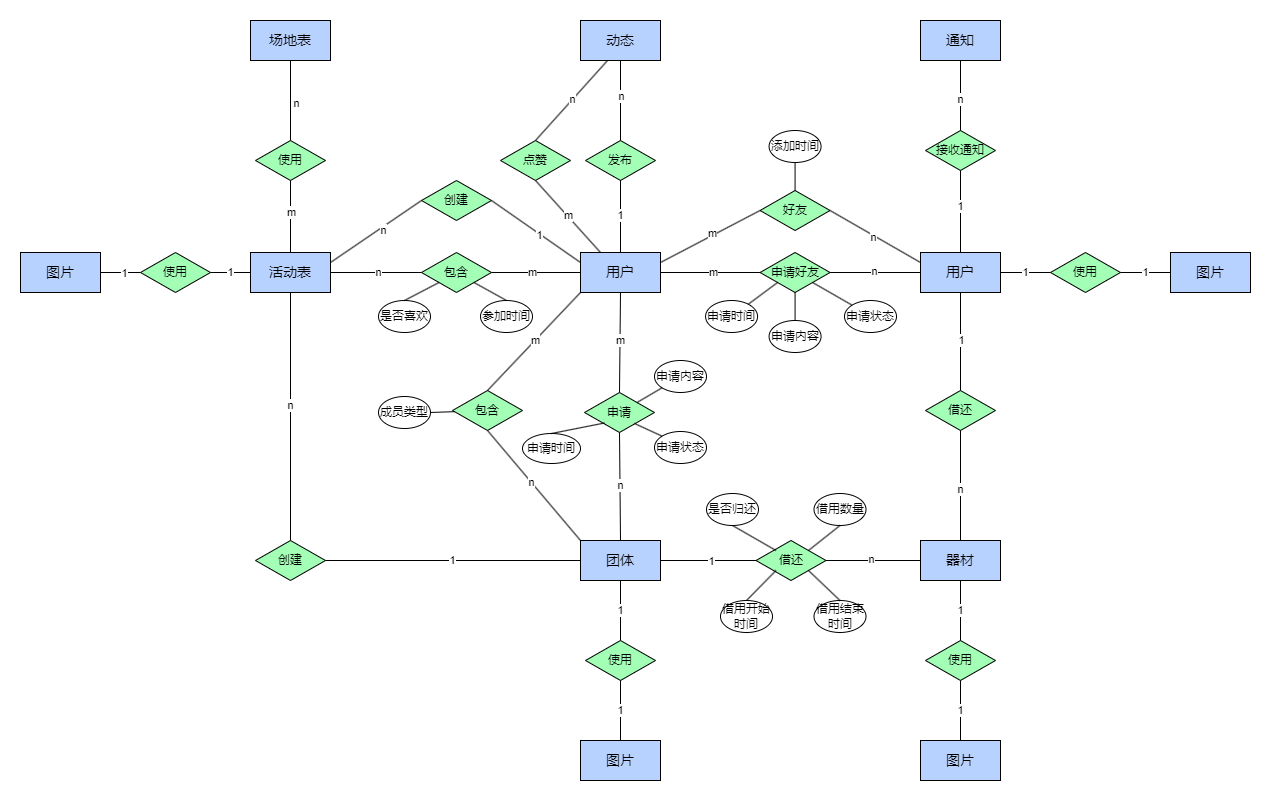 场地表
动态
通知
n
n
n
n
使用
点赞
发布
添加时间
接收通知
m
m
1
1
创建
好友
n
1
m
n
图片
1
使用
1
活动表
n
包含
m
用户
m
申请好友
n
用户
1
使用
1
图片
是否喜欢
参加时间
申请时间
申请内容
申请状态
m
m
1
n
申请内容
成员类型
包含
申请
借还
申请时间
申请状态
n
n
n
是否归还
借用数量
创建
1
团体
1
借还
n
器材
借用开始
时间
借用结束
时间
1
1
使用
使用
1
1
图片
图片